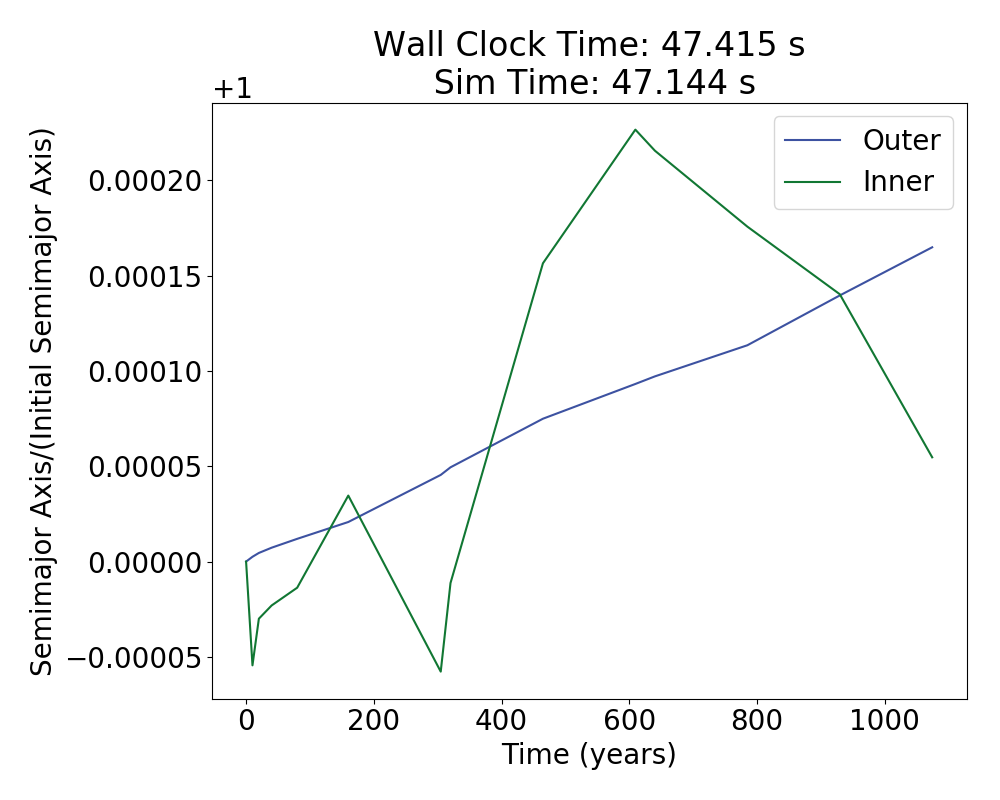 Wall Clock Time: 47.415 s
Sim Time: 47.144 s
+1
Outer
Inner
Semimajor Axis/(Initial Semimajor Axis)
0.00020
0.00015
0.00010
0.00005
0.00000
−0.00005
0 200 400 600 800 1000
Time (years)